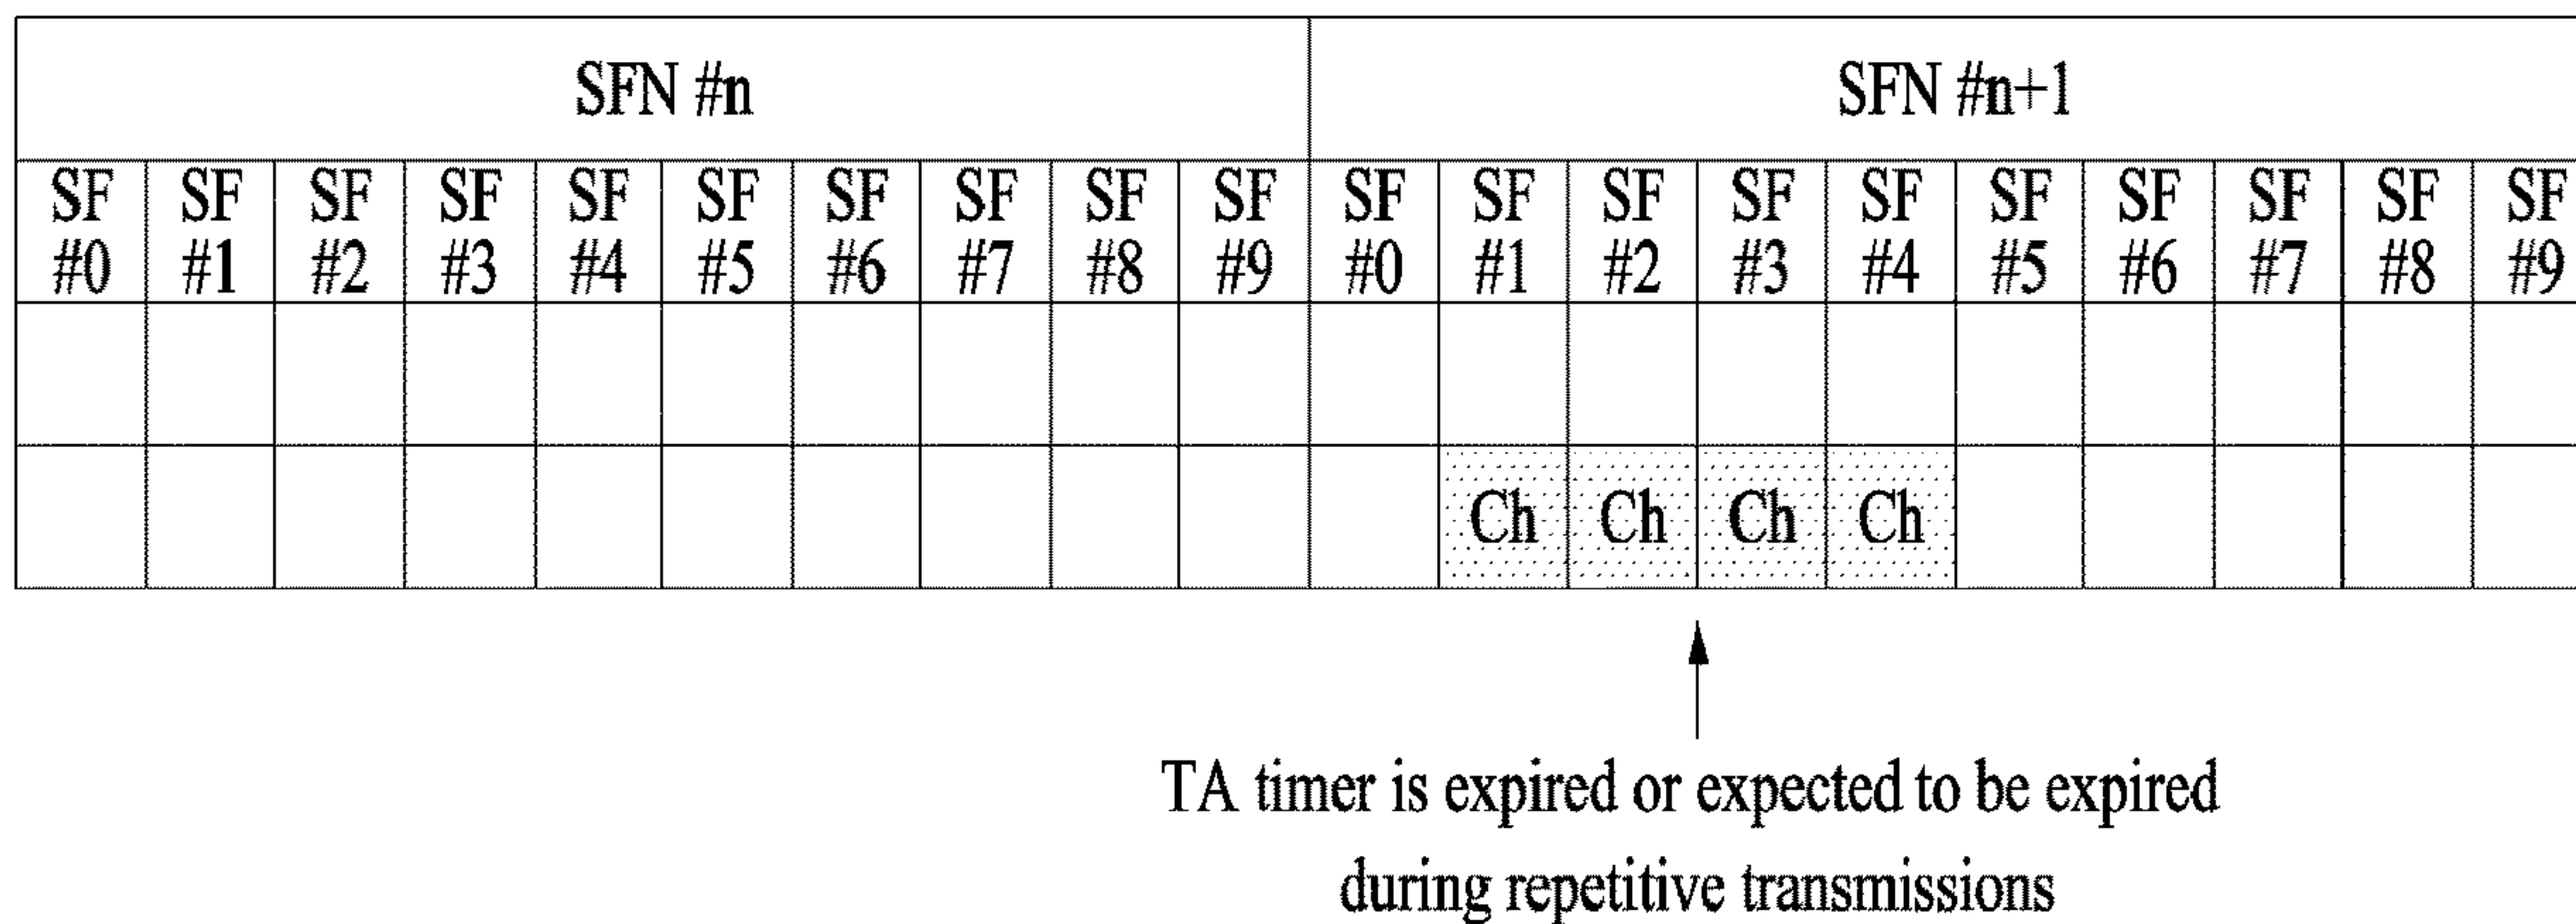 SFN #n SFN #n+1
SF SF SF SF SF SF SF SF SF SF SF SF SF SF SF SF SF SF SF SF
#0 #1 #2 #3 #4 #5 #6 #7 #8 #9 #0 #1 #2 #3 #4 #5 #6 #7 #8 #9
Ch Ch Ch Ch
TA timer is expired or expected to be expired
during repetitive transmissions